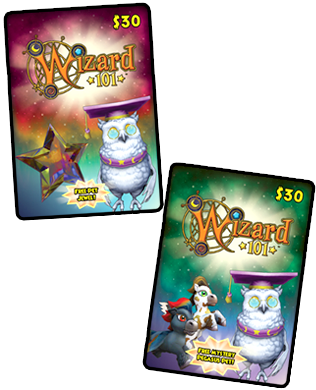 $30
Wizard
101
FREE PET
JEWEL!
$30
Wizard
101
FREE MYSTERY
PEGASUS PET!